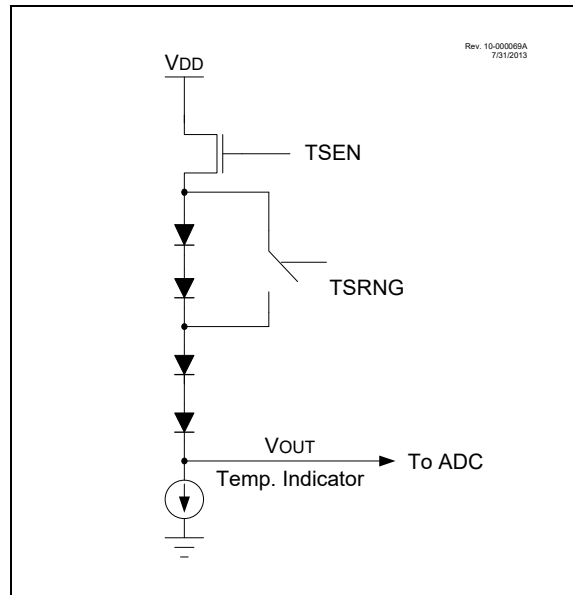 Rev. 10-000069A
7/31/2013
VDD
TSEN
TSRNG
VOUT
Temp. Indicator
To ADC